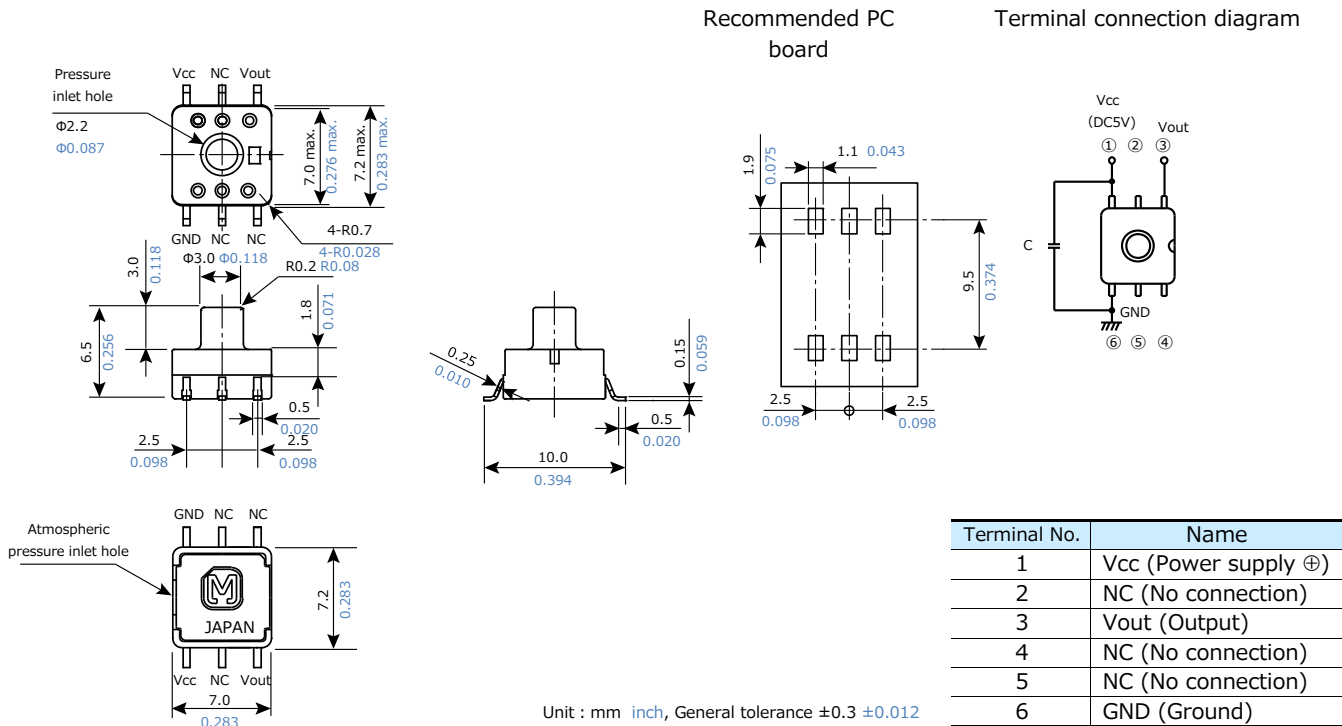 Recommended PC
board
Terminal connection diagram
Vcc NC Vout
Pressure
inlet hole
Φ2.2
Φ0.087
7.0 max.
0.276 max.
7.2 max.
0.283 max.
GND NC NC
4-R0.7
4-R0.028
Φ3.0 Φ0.118
R0.2 R0.08
3.0
0.118
6.5
0.256
1.8
0.071
0.5
0.020
2.5
0.098
2.5
0.098
0.25
0.010
0.15
0.059
0.5
0.020
10.0
0.394
1.9
0.075
1.1 0.043
9.5
0.374
2.5
0.098
2.5
0.098
Vcc
(DC5V)
Vout
① ② ③
C
GND
⑥ ⑤ ④
GND NC NC
Atmospheric
pressure inlet hole
M
JAPAN
7.2
0.283
Vcc NC Vout
7.0
0.283
Unit : mm inch, General tolerance ±0.3 ±0.012
Terminal No. Name
1 Vcc (Power supply ⊕)
2 NC (No connection)
3 Vout (Output)
4 NC (No connection)
5 NC (No connection)
6 GND (Ground)